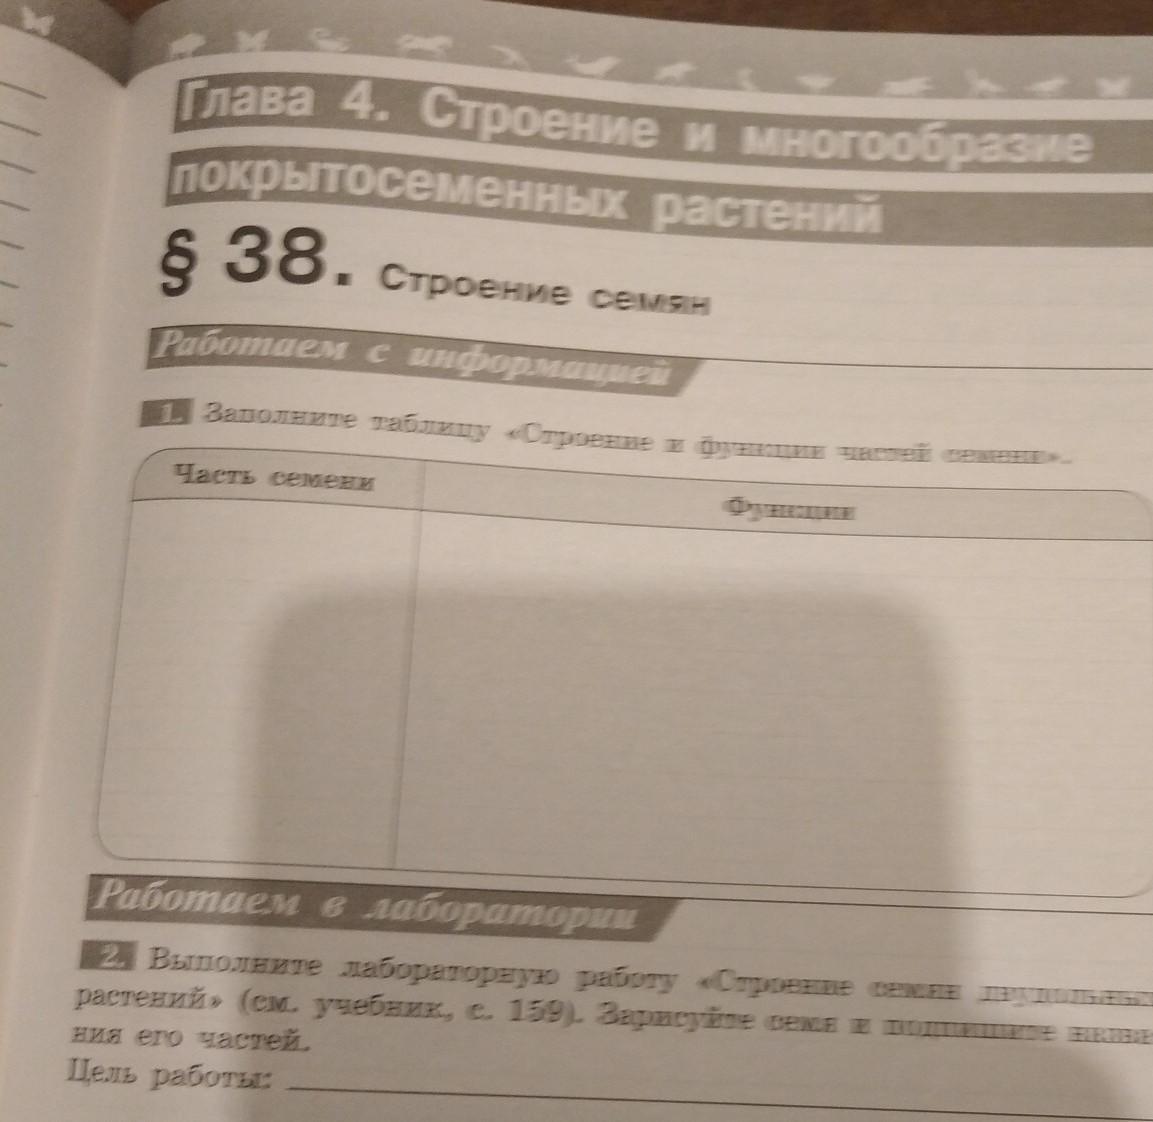 Глава 4. Строение и многообразие
покрытосеменных растений
§ 38. Строение семян
Работаем с информацией
1. Заполните таблицу «Строение и функции частей семени».
Часть семени
Функции
Работаем в лаборатории
2. Выполните лабораторную работу «Строение семян двудольных
растений» (см. учебник, с. 159). Зарисуйте семя и подпишите назва
ния его частей.
Цель работы: